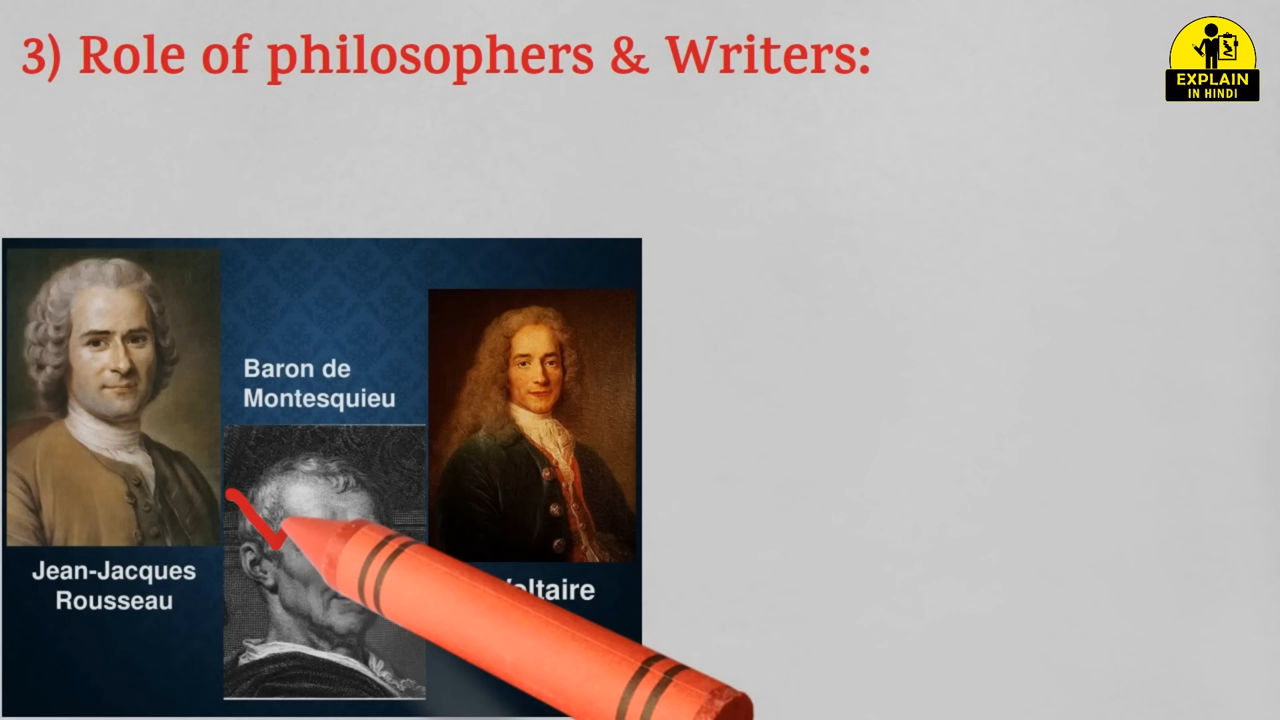 3) Role of philosophers & Writers:
EXPLAIN
IN HINDI
Baron de
Montesquieu
Jean-Jacques
Rousseau